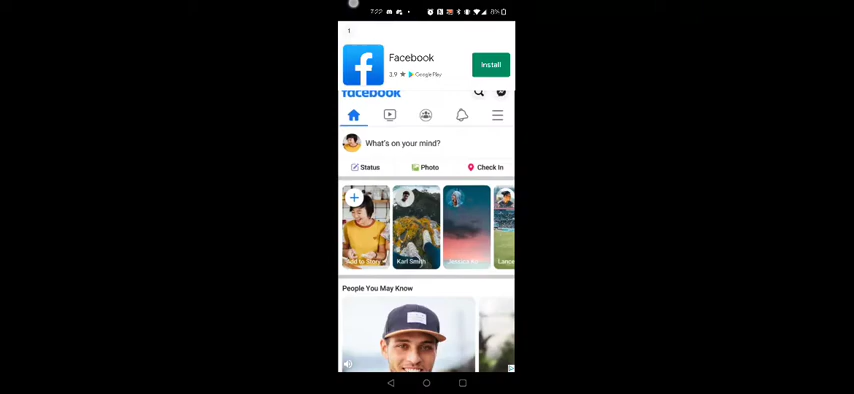 1
Facebook
Install
3.9 ★ Google Play
facebook
What's on your mind?
Status Photo Check In
Add to Story Karl Smith Lance
People You May Know